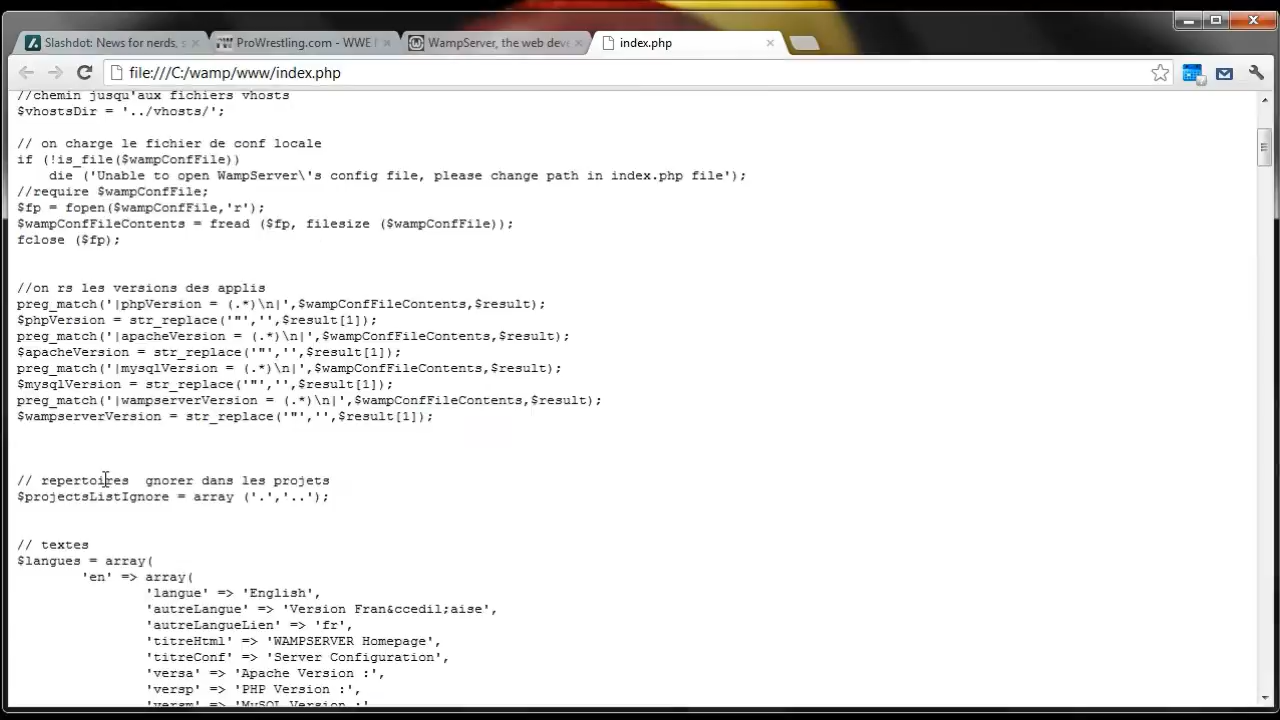 Slashdot: News for nerds, s
ProWrestling.com - WWE
WampServer, the web deve
index.php
file:///C:/wamp/www/index.php
//chemin jusqu'aux fichiers vhosts
$vhostsDir = '../vhosts/';
// on charge le fichier de conf locale
if (!is_file($wampConfFile))
    die ('Unable to open WampServer\'s config file, please change path in index.php file');
//require $wampConfFile;
$fp = fopen($wampConfFile,'r');
$wampConfFileContents = fread ($fp, filesize ($wampConfFile));
fclose ($fp);
//on rs les versions des applis
preg_match('|phpVersion = (.*)\n|',$wampConfFileContents,$result);
$phpVersion = str_replace('"','',$result[1]);
preg_match('|apacheVersion = (.*)\n|',$wampConfFileContents,$result);
$apacheVersion = str_replace('"','',$result[1]);
preg_match('|mysqlVersion = (.*)\n|',$wampConfFileContents,$result);
$mysqlVersion = str_replace('"','',$result[1]);
preg_match('|wampserverVersion = (.*)\n|',$wampConfFileContents,$result);
$wampserverVersion = str_replace('"','',$result[1]);
// repertoires  gnorer dans les projets
$projectsListIgnore = array ('.','..');
// textes
$langues = array(
        'en' => array(
                'langue' => 'English',
                'autreLangue' => 'Version Fran&ccedil;aise',
                'autreLangueLien' => 'fr',
                'titreHtml' => 'WAMPSERVER Homepage',
                'titreConf' => 'Server Configuration',
                'versa' => 'Apache Version :',
                'versp' => 'PHP Version :',
                'versm' => 'MySQL Version :'